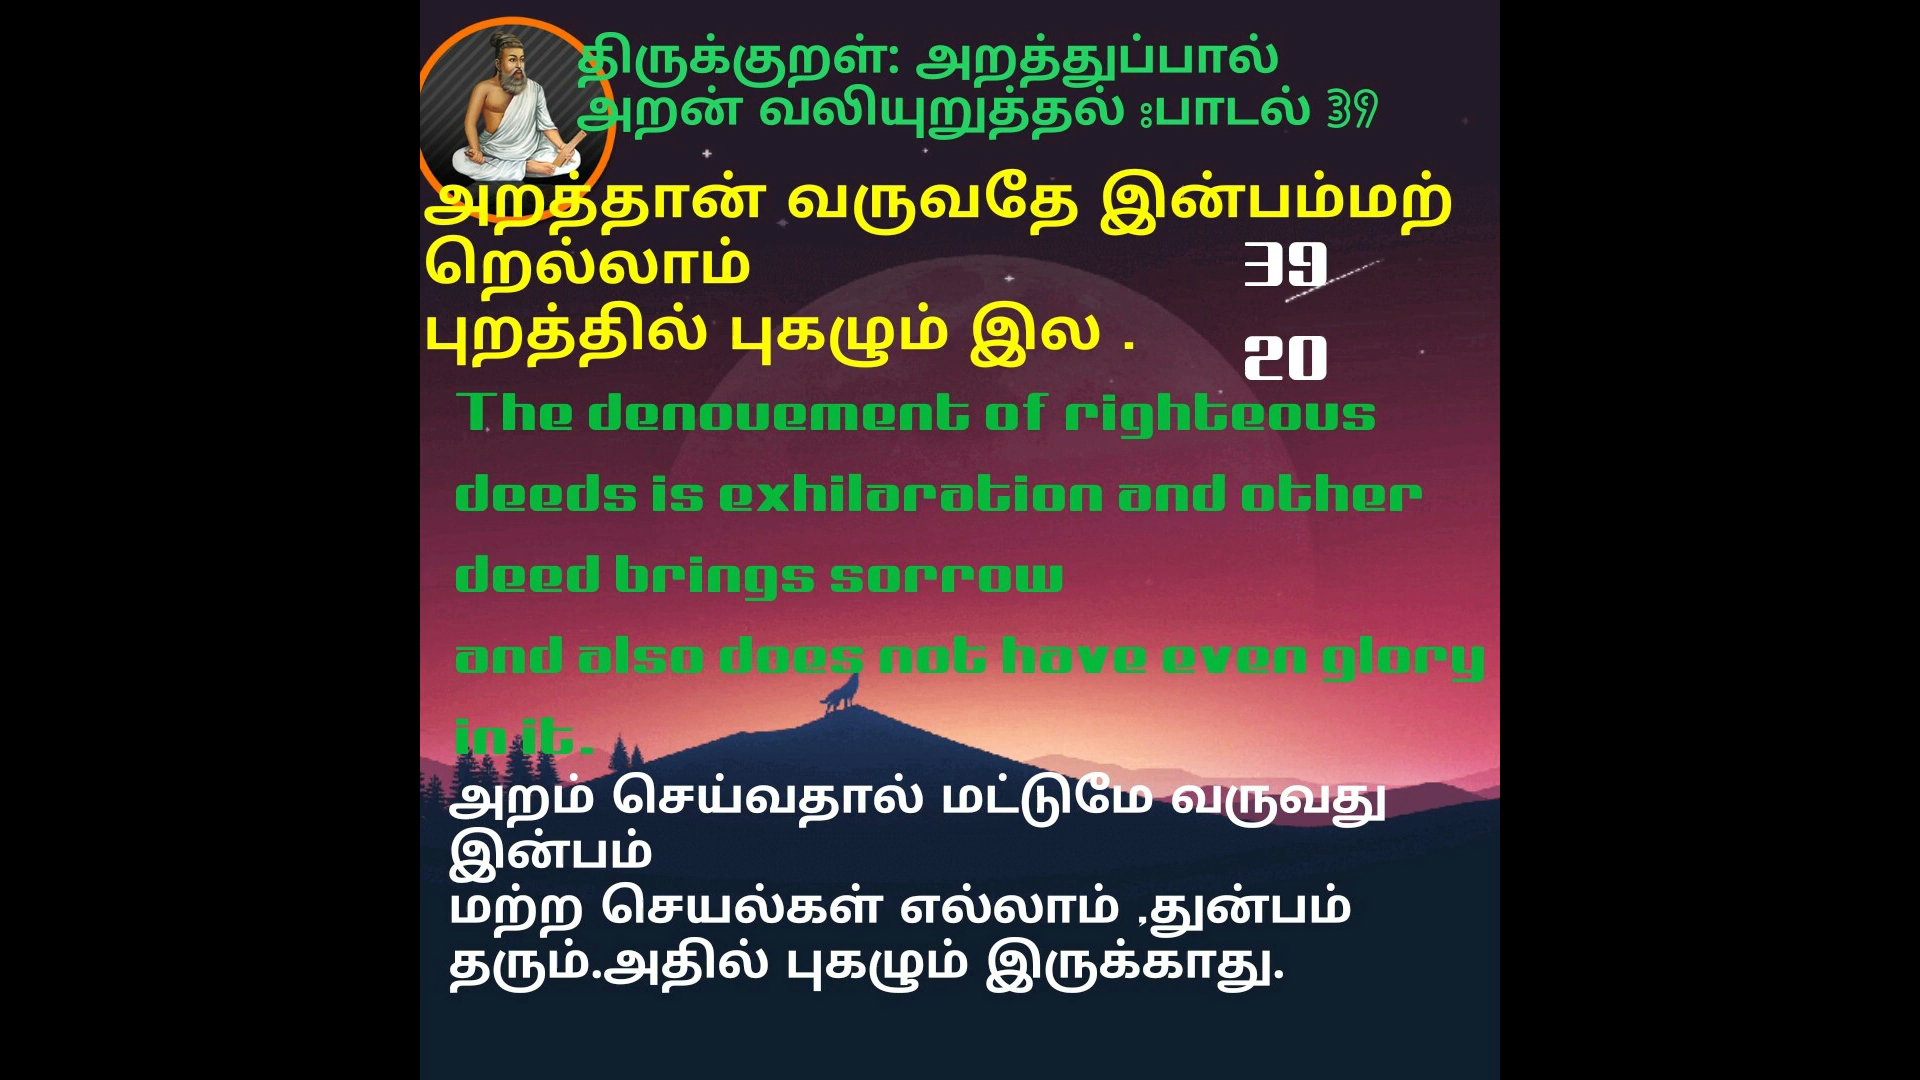 திருக்குறள்: அறத்துப்பால்
அறன் வலியுறுத்தல் ஃபாடல் 39
அறத்தான் வருவதே இன்பம்மற்
றெல்லாம்
புறத்தில் புகழும் இல .
39
20
The denouement of righteous
deeds is exhilaration and other
deed brings sorrow
and also does not have even glory
in it.
அறம் செய்வதால் மட்டுமே வருவது
இன்பம்
மற்ற செயல்கள் எல்லாம் ,துன்பம்
தரும்.அதில் புகழும் இருக்காது.